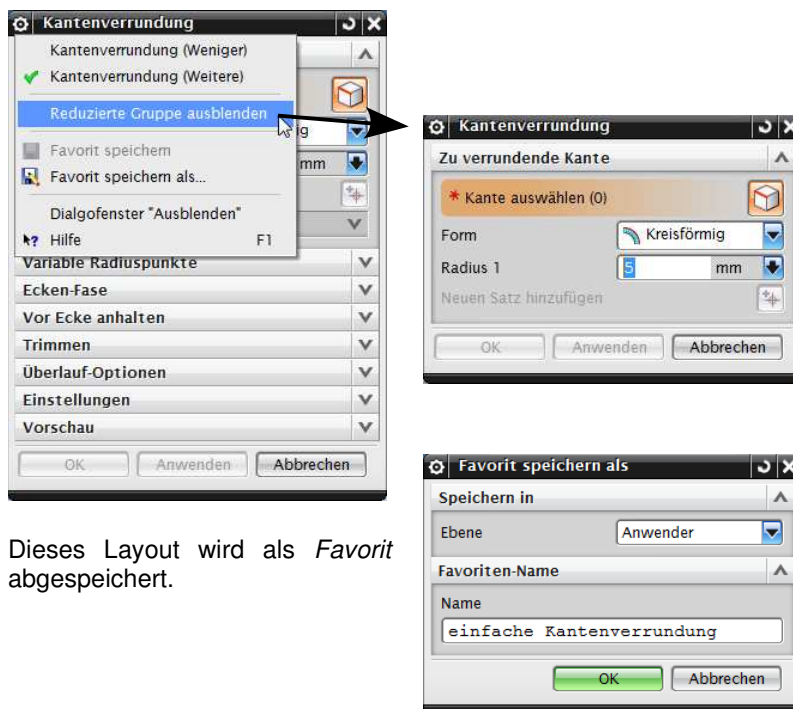 Kantenverrundung
Kantenverrundung (Weniger)
Kantenverrundung (Weitere)
Reduzierte Gruppe ausblenden
Favorit speichern
Favorit speichern als...
Dialgofenster "Ausblenden"
Hilfe F1
ig
mm
Variable Radiuspunkte
Ecken-Fase
Vor Ecke anhalten
Trimmen
Überlauf-Optionen
Einstellungen
Vorschau
OK Anwenden Abbrechen
Kantenverrundung
Zu verrundende Kante
* Kante auswählen (0)
Form Kreisförmig
Radius 1 5 mm
Neuen Satz hinzufügen
OK Anwenden Abbrechen
Dieses Layout wird als Favorit
abgespeichert.
Favorit speichern als
Speichern in
Ebene Anwender
Favoriten-Name
Name
einfache Kantenverrundung
OK Abbrechen